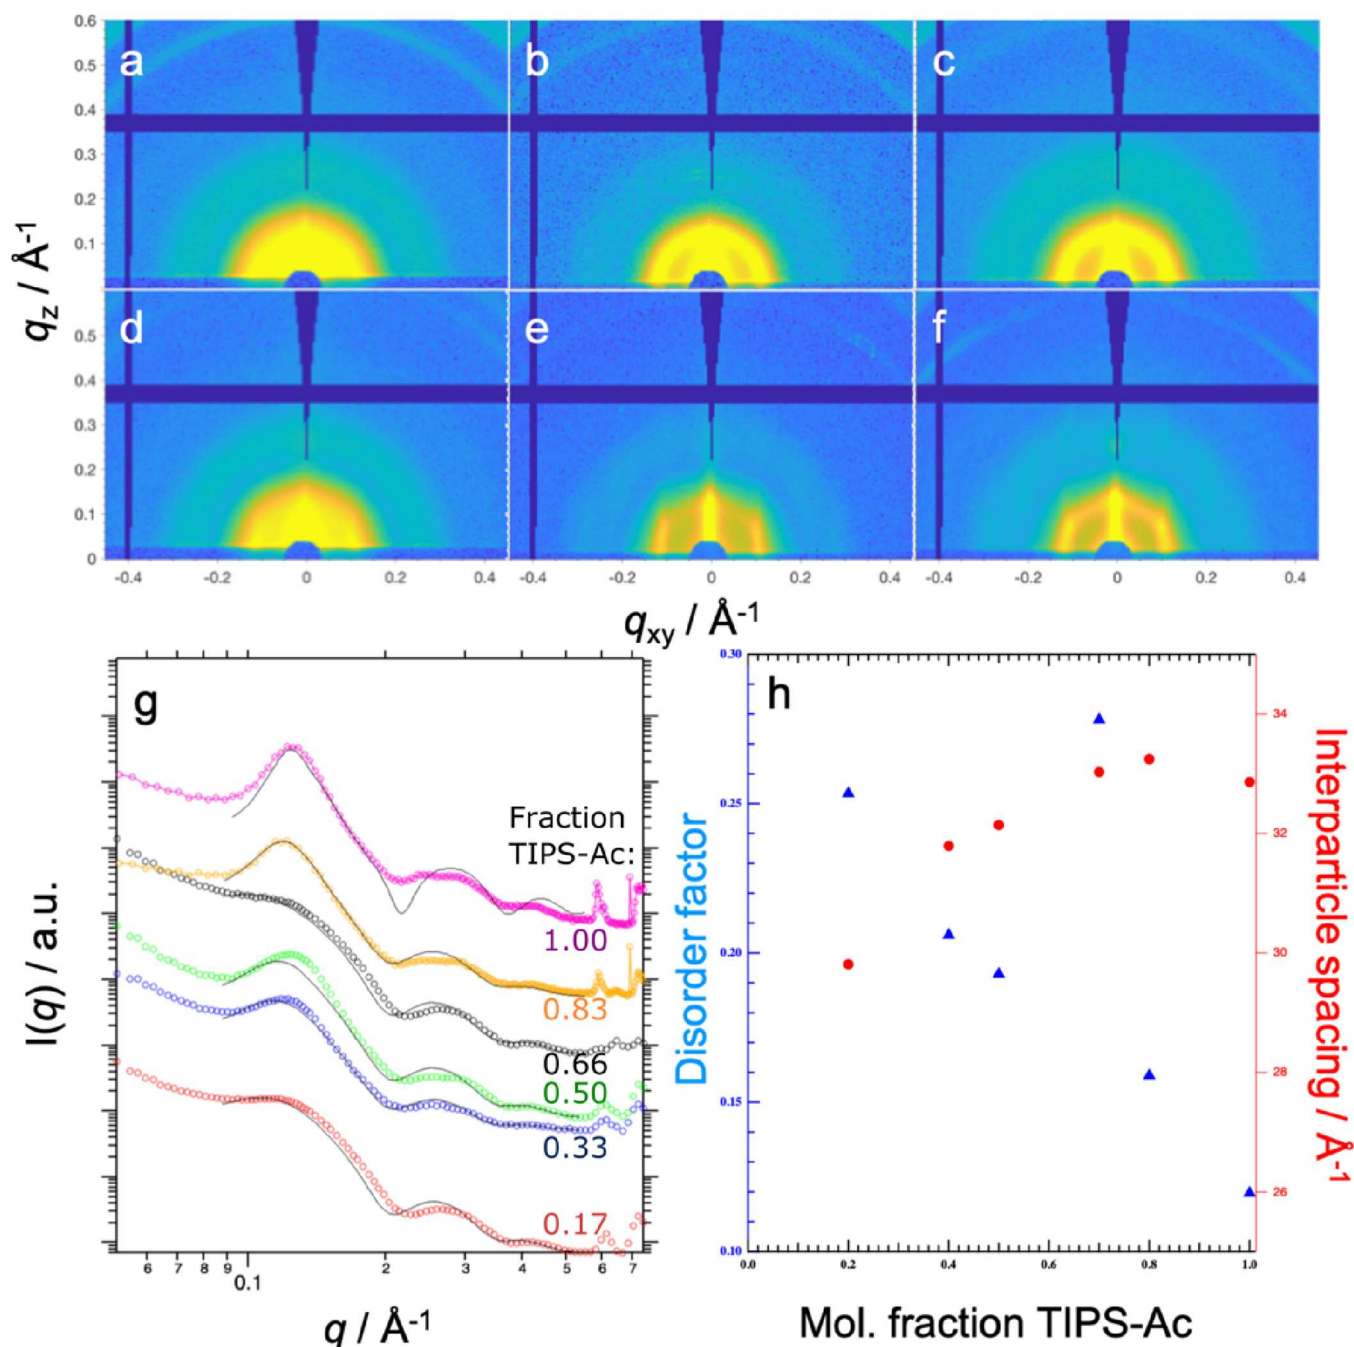 a
b
c
0.6
0.5
0.4
0.3
0.2
0.1
d
e
f
0.5
0.4
0.3
0.2
0.1
0
qz / Å-1
-0.4 -0.2 0 0.2 0.4
-0.2 0 0.2 0.4
-0.4 -0.2 0 0.2 0.4
-0.4
qxy / Å-1
g
Fraction
TIPS-Ac:
1.00
0.83
0.66
0.50
0.33
0.17
I(q) / a.u.
6 7 8 9 2 3 4 5 6 7
0.1
q / Å-1
h
0.30
0.25
0.20
0.15
0.10
Disorder factor
34
32
30
28
26
Interparticle spacing / Å-1
0.0 0.2 0.4 0.6 0.8 1.0
Mol. fraction TIPS-Ac